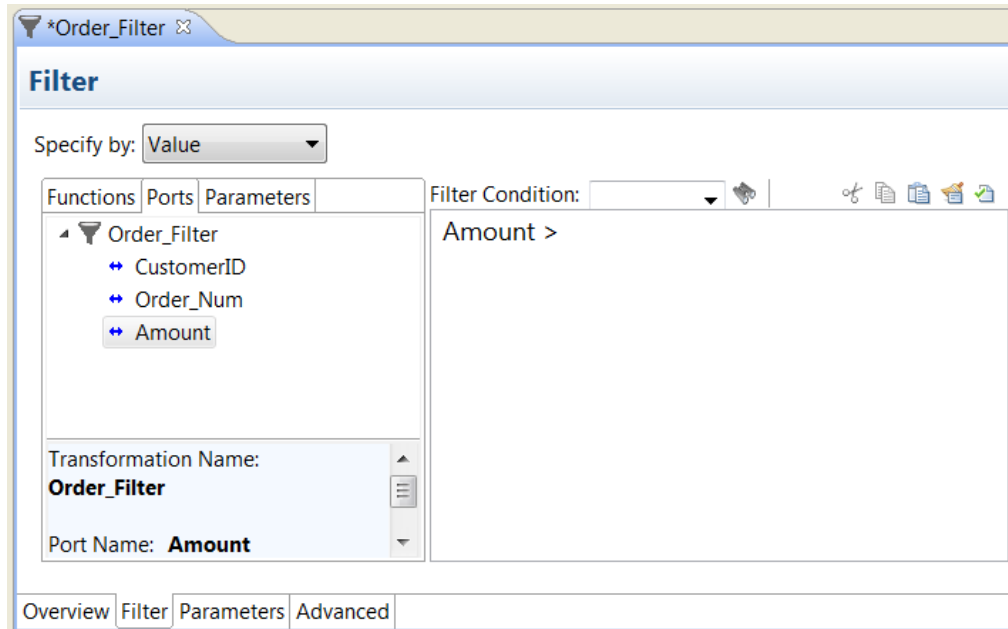 *Order_Filter
Filter
Specify by: Value
Functions Ports Parameters
Filter Condition:
Order_Filter
CustomerID
Order_Num
Amount
Amount >
Transformation Name:
Order_Filter
Port Name: Amount
Overview Filter Parameters Advanced